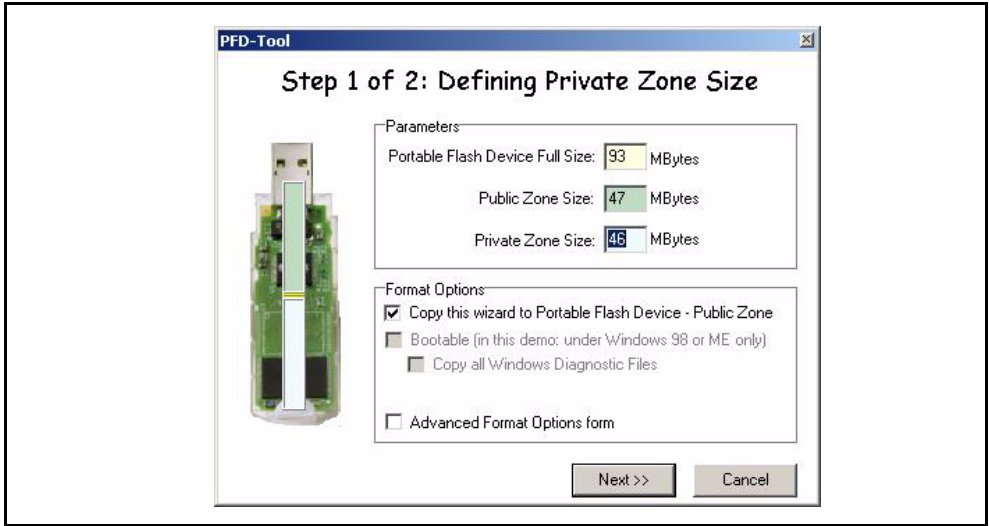 PFD-Tool
Step 1 of 2: Defining Private Zone Size
Parameters
Portable Flash Device Full Size: 93 MBytes
Public Zone Size: 47 MBytes
Private Zone Size: 46 MBytes
Format Options
Copy this wizard to Portable Flash Device - Public Zone
Bootable (in this demo: under Windows 98 or ME only)
Copy all Windows Diagnostic Files
Advanced Format Options form
Next >> Cancel